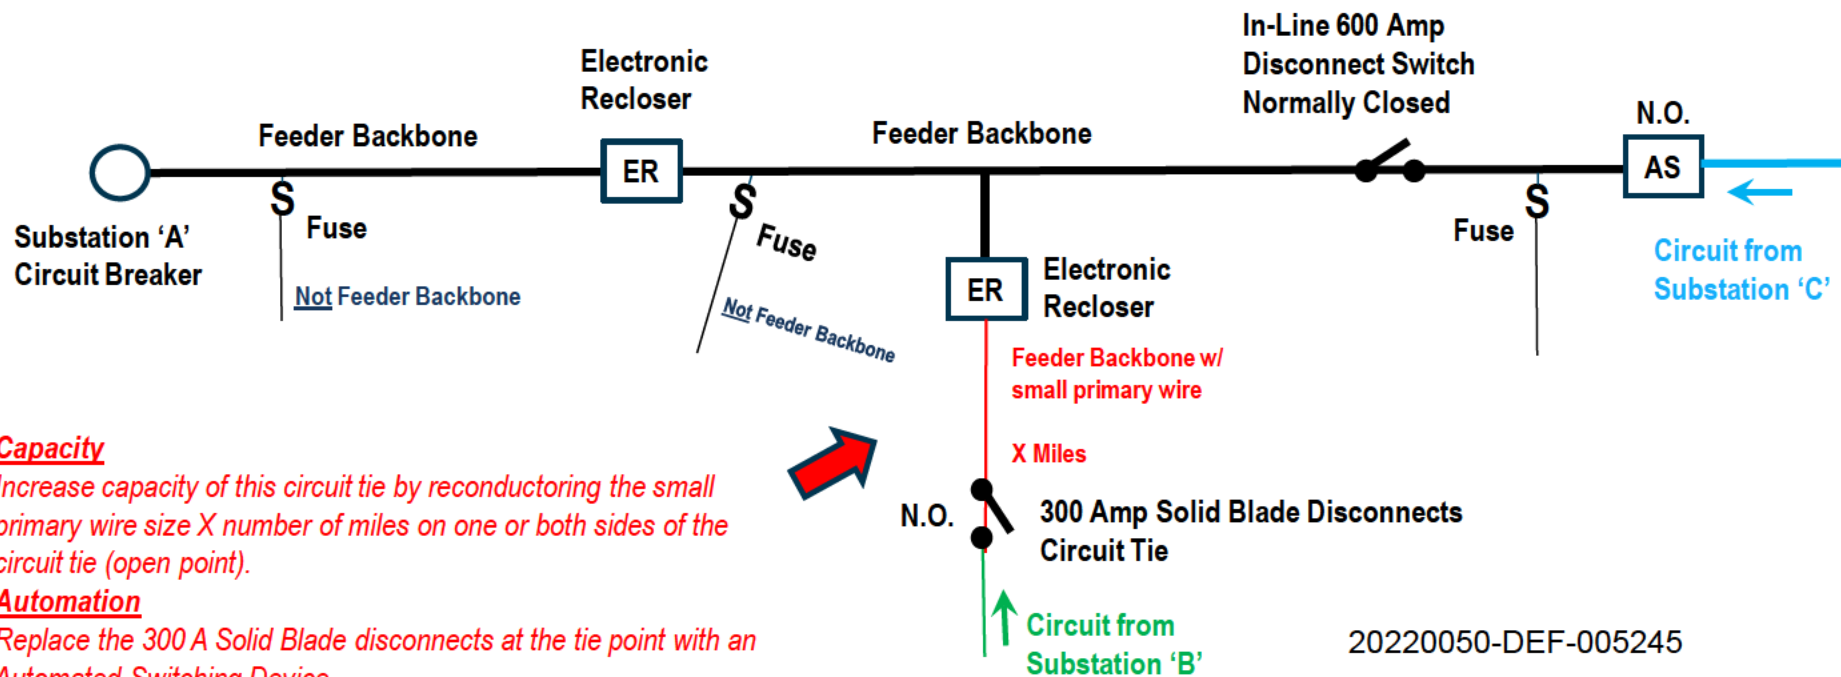 In-Line 600 Amp
Disconnect Switch
Normally Closed
Electronic
Recloser
N.O.
Feeder Backbone
Feeder Backbone
ER
AS
S
Fuse
S
Fuse
S
Fuse
Substation ‘A’
Circuit Breaker
Not Feeder Backbone
Not Feeder Backbone
Circuit from
Substation ‘C’
ER
Electronic
Recloser
Feeder Backbone w/
small primary wire
X Miles
Capacity
Increase capacity of this circuit tie by reconductoring the small
primary wire size X number of miles on one or both sides of the
circuit tie (open point).
Automation
Replace the 300 A Solid Blade disconnects at the tie point with an
Automated Switching Device
N.O.
300 Amp Solid Blade Disconnects
Circuit Tie
Circuit from
Substation ‘B’
20220050-DEF-005245